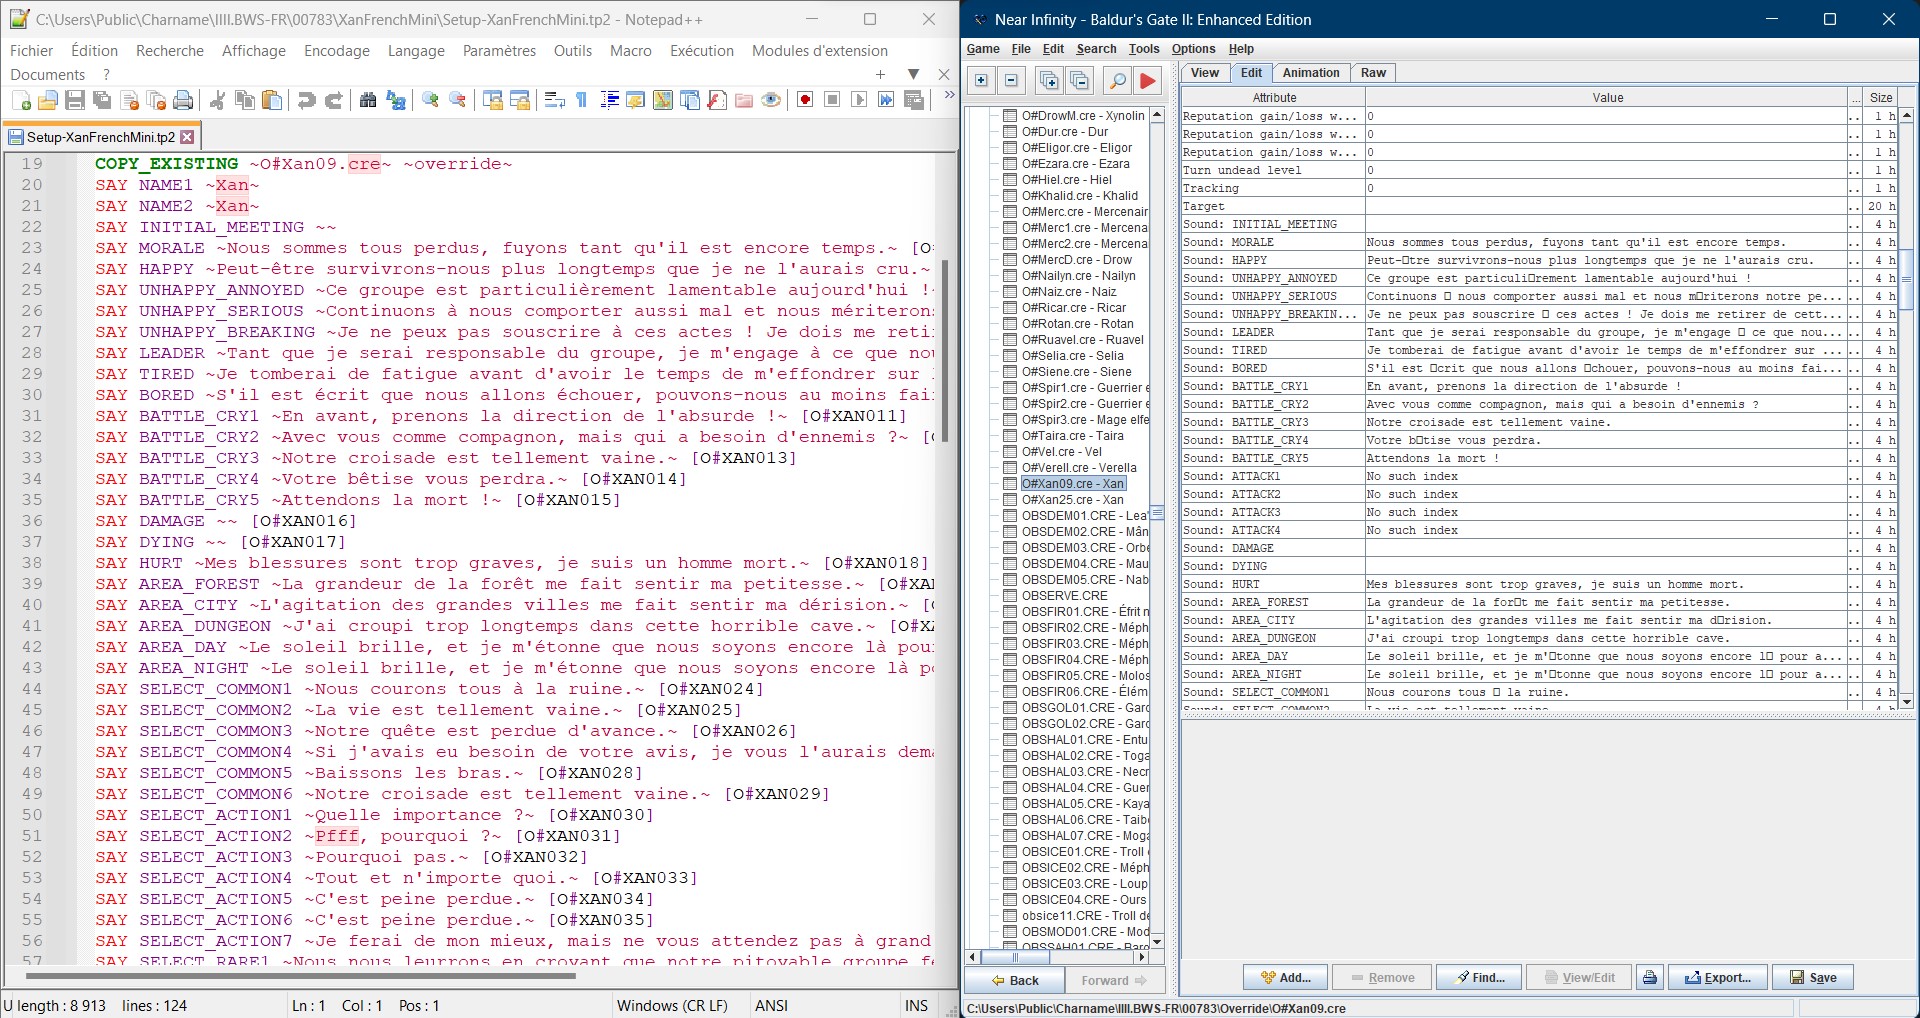 C:\Users\Public\Charname\IIII.BWS-FR\00783\XanFrenchMini\Setup-XanFrenchMini.tp2 - Notepad++
Fichier Édition Recherche Affichage Encodage Langage Paramètres Outils Macro Exécution Modules d'extension
Documents ?
Setup-XanFrenchMini.tp2
19 COPY_EXISTING ~O#Xan09.cre~ ~override~
20 SAY NAME1 ~Xan~
21 SAY NAME2 ~Xan~
22 SAY INITIAL_MEETING ~~
23 SAY MORALE ~Nous sommes tous perdus, fuyons tant qu'il est encore temps.~ [O
24 SAY HAPPY ~Peut-être survivrons-nous plus longtemps que je ne l'aurais cru.~
25 SAY UNHAPPY_ANNOYED ~Ce groupe est particulièrement lamentable aujourd'hui !
26 SAY UNHAPPY_SERIOUS ~Continuons à nous comporter aussi mal et nous mériteron
27 SAY UNHAPPY_BREAKING ~Je ne peux pas souscrire à ces actes ! Je dois me reti
28 SAY LEADER ~Tant que je serai responsable du groupe, je m'engage à ce que no
29 SAY TIRED ~Je tomberai de fatigue avant d'avoir le temps de m'effondrer sur
30 SAY BORED ~S'il est écrit que nous allons échouer, pouvons-nous au moins fai
31 SAY BATTLE_CRY1 ~En avant, prenons la direction de l'absurde !~ [O#XAN011]
32 SAY BATTLE_CRY2 ~Avec vous comme compagnon, mais qui a besoin d'ennemis ?~ [
33 SAY BATTLE_CRY3 ~Notre croisade est tellement vaine.~ [O#XAN013]
34 SAY BATTLE_CRY4 ~Votre bêtise vous perdra.~ [O#XAN014]
35 SAY BATTLE_CRY5 ~Attendons la mort !~ [O#XAN015]
36 SAY DAMAGE ~~ [O#XAN016]
37 SAY DYING ~~ [O#XAN017]
38 SAY HURT ~Mes blessures sont trop graves, je suis un homme mort.~ [O#XAN018]
39 SAY AREA_FOREST ~La grandeur de la forêt me fait sentir ma petitesse.~ [O#XA
40 SAY AREA_CITY ~L'agitation des grandes villes me fait sentir ma dérision.~ [
41 SAY AREA_DUNGEON ~J'ai croupi trop longtemps dans cette horrible cave.~ [O#X
42 SAY AREA_DAY ~Le soleil brille, et je m'étonne que nous soyons encore là pou
43 SAY AREA_NIGHT ~Le soleil brille, et je m'étonne que nous soyons encore là p
44 SAY SELECT_COMMON1 ~Nous courons tous à la ruine.~ [O#XAN024]
45 SAY SELECT_COMMON2 ~La vie est tellement vaine.~ [O#XAN025]
46 SAY SELECT_COMMON3 ~Notre quête est perdue d'avance.~ [O#XAN026]
47 SAY SELECT_COMMON4 ~Si j'avais eu besoin de votre avis, je vous l'aurais dem
48 SAY SELECT_COMMON5 ~Baissons les bras.~ [O#XAN028]
49 SAY SELECT_COMMON6 ~Notre croisade est tellement vaine.~ [O#XAN029]
50 SAY SELECT_ACTION1 ~Quelle importance ?~ [O#XAN030]
51 SAY SELECT_ACTION2 ~Pfff, pourquoi ?~ [O#XAN031]
52 SAY SELECT_ACTION3 ~Pourquoi pas.~ [O#XAN032]
53 SAY SELECT_ACTION4 ~Tout et n'importe quoi.~ [O#XAN033]
54 SAY SELECT_ACTION5 ~C'est peine perdue.~ [O#XAN034]
55 SAY SELECT_ACTION6 ~C'est peine perdue.~ [O#XAN035]
56 SAY SELECT_ACTION7 ~Je ferai de mon mieux, mais ne vous attendez pas à grand
57 SAY SELECT_RARE1 ~Nous nous leurrons en croyant que notre pitoyable groupe fe
U length : 8 913 lines : 124 Ln : 1 Col : 1 Pos : 1 Windows (CR LF) ANSI INS
Near Infinity - Baldur's Gate II: Enhanced Edition
Game File Edit Search Tools Options Help
O#DrowM.cre - Xynolin
O#Dur.cre - Dur
O#Eligor.cre - Eligor
O#Ezara.cre - Ezara
O#Hiel.cre - Hiel
O#Khalid.cre - Khalid
O#Merc.cre - Mercenair
O#Merc1.cre - Mercena
O#Merc2.cre - Mercena
O#MercD.cre - Drow
O#Nailyn.cre - Nailyn
O#Naiz.cre - Naiz
O#Ricar.cre - Ricar
O#Rotan.cre - Rotan
O#Ruavel.cre - Ruavel
O#Selia.cre - Selia
O#Siene.cre - Siene
O#Spir1.cre - Guerrier e
O#Spir2.cre - Guerrier e
O#Spir3.cre - Mage elfe
O#Taira.cre - Taira
O#Vel.cre - Vel
O#Verell.cre - Verella
O#Xan09.cre - Xan
O#Xan25.cre - Xan
OBSDEM01.CRE - Lea
OBSDEM02.CRE - Mân
OBSDEM03.CRE - Orbe
OBSDEM04.CRE - Mau
OBSDEM05.CRE - Nab
OBSERVE.CRE
OBSFIR01.CRE - Éfrit n
OBSFIR02.CRE - Méph
OBSFIR03.CRE - Méph
OBSFIR04.CRE - Méph
OBSFIR05.CRE - Molos
OBSFIR06.CRE - Élém
OBSGOL01.CRE - Garc
OBSGOL02.CRE - Garc
OBSHAL01.CRE - Entu
OBSHAL02.CRE - Toga
OBSHAL03.CRE - Necr
OBSHAL04.CRE - Guer
OBSHAL05.CRE - Kaya
OBSHAL06.CRE - Taib
OBSHAL07.CRE - Moga
OBSICE01.CRE - Troll
OBSICE02.CRE - Méph
OBSICE03.CRE - Loup
OBSICE04.CRE - Ours
obsice11.CRE - Troll de
OBSMOD01.CRE - Mod
OBSSAH01.CRE - Baro
Back Forward
View Edit Animation Raw
Attribute Value ... Size
Reputation gain/loss w... 0 .. 1 h
Reputation gain/loss w... 0 .. 1 h
Reputation gain/loss w... 0 .. 1 h
Turn undead level 0 .. 1 h
Tracking 0 .. 1 h
Target .. 20 h
Sound: INITIAL_MEETING .. 4 h
Sound: MORALE Nous sommes tous perdus, fuyons tant qu'il est encore temps. .. 4 h
Sound: HAPPY Peut-□tre survivrons-nous plus longtemps que je ne l'aurais cru. .. 4 h
Sound: UNHAPPY_ANNOYED Ce groupe est particuli□rement lamentable aujourd'hui ! .. 4 h
Sound: UNHAPPY_SERIOUS Continuons □ nous comporter aussi mal et nous m□riterons notre pe... .. 4 h
Sound: UNHAPPY_BREAKIN... Je ne peux pas souscrire □ ces actes ! Je dois me retirer de cett... .. 4 h
Sound: LEADER Tant que je serai responsable du groupe, je m'engage □ ce que nou... .. 4 h
Sound: TIRED Je tomberai de fatigue avant d'avoir le temps de m'effondrer sur ... .. 4 h
Sound: BORED S'il est □crit que nous allons □chouer, pouvons-nous au moins fai... .. 4 h
Sound: BATTLE_CRY1 En avant, prenons la direction de l'absurde ! .. 4 h
Sound: BATTLE_CRY2 Avec vous comme compagnon, mais qui a besoin d'ennemis ? .. 4 h
Sound: BATTLE_CRY3 Notre croisade est tellement vaine. .. 4 h
Sound: BATTLE_CRY4 Votre b□tise vous perdra. .. 4 h
Sound: BATTLE_CRY5 Attendons la mort ! .. 4 h
Sound: ATTACK1 No such index .. 4 h
Sound: ATTACK2 No such index .. 4 h
Sound: ATTACK3 No such index .. 4 h
Sound: ATTACK4 No such index .. 4 h
Sound: DAMAGE .. 4 h
Sound: DYING .. 4 h
Sound: HURT Mes blessures sont trop graves, je suis un homme mort. .. 4 h
Sound: AREA_FOREST La grandeur de la for□t me fait sentir ma petitesse. .. 4 h
Sound: AREA_CITY L'agitation des grandes villes me fait sentir ma d□rision. .. 4 h
Sound: AREA_DUNGEON J'ai croupi trop longtemps dans cette horrible cave. .. 4 h
Sound: AREA_DAY Le soleil brille, et je m'□tonne que nous soyons encore l□ pour a... .. 4 h
Sound: AREA_NIGHT Le soleil brille, et je m'□tonne que nous soyons encore l□ pour a... .. 4 h
Sound: SELECT_COMMON1 Nous courons tous □ la ruine. .. 4 h
Sound: SELECT_COMMON2 La vie est tellement vaine. .. 4 h
Add... Remove Find... View/Edit Export... Save
C:\Users\Public\Charname\IIII.BWS-FR\00783\Override\O#Xan09.cre